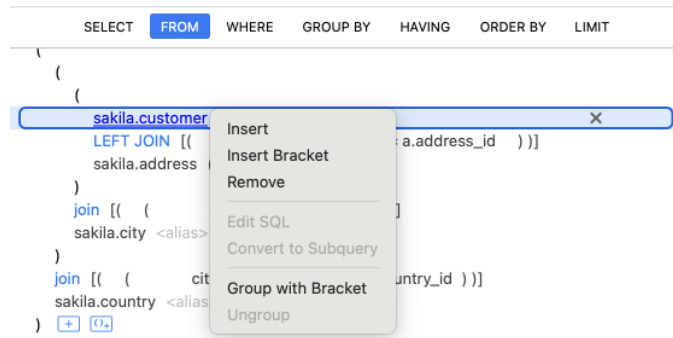 SELECT FROM WHERE GROUP BY HAVING ORDER BY LIMIT
(
(
(
sakila.customer
LEFT JOIN [( = a.address_id ) )]
sakila.address (
)
join [( ( ]
sakila.city <alias>
)
join [( ( cit untry_id ) )]
sakila.country <alias
)
Insert
Insert Bracket
Remove
Edit SQL
Convert to Subquery
Group with Bracket
Ungroup